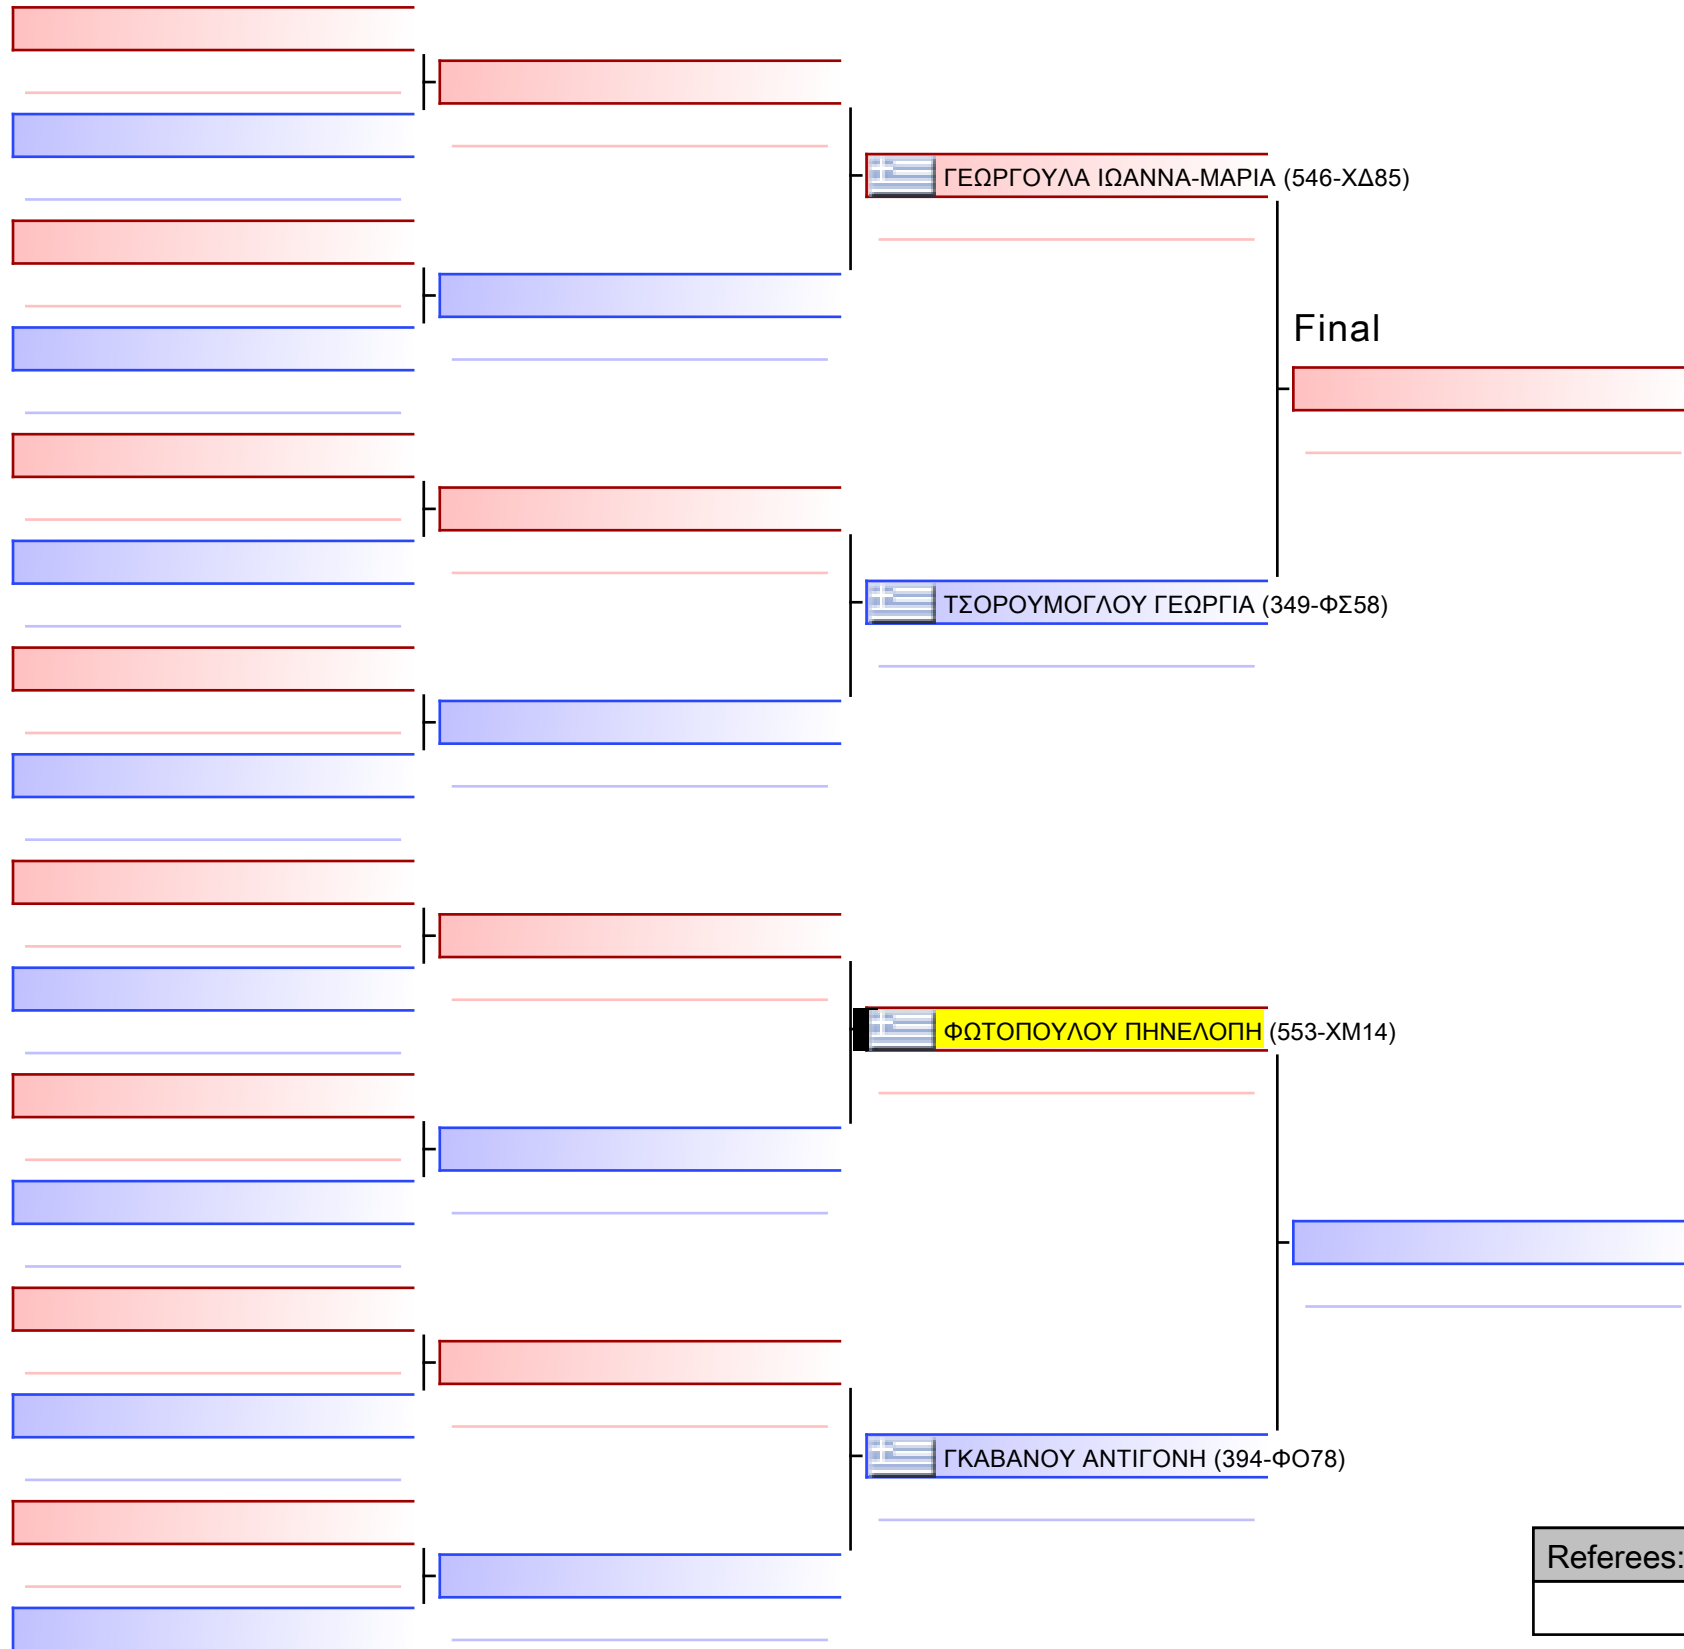 ΓΕΩΡΓΟΥΛΑ ΙΩΑΝΝΑ-ΜΑΡΙΑ (546-ΧΔ85)
Final
ΤΣΟΡΟΥΜΟΓΛΟΥ ΓΕΩΡΓΙΑ (349-ΦΣ58)
ΦΩΤΟΠΟΥΛΟΥ ΠΗΝΕΛΟΠΗ (553-ΧΜ14)
ΓΚΑΒΑΝΟΥ ΑΝΤΙΓΟΝΗ (394-ΦΟ78)
Referees: